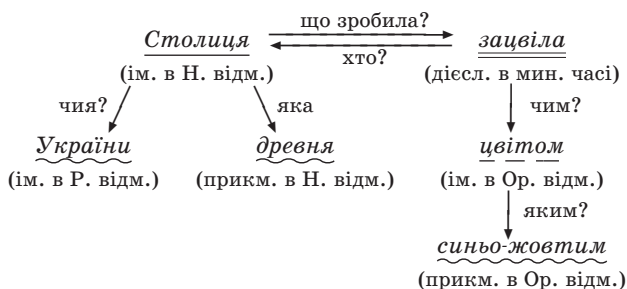 що зробила?
Столиця зацвіла
хто?
(ім. в Н. відм.) (дієсл. в мин. часі)
чия? яка чим?
України древня цвітом
(ім. в Р. відм.) (прикм. в Н. відм.) (ім. в Ор. відм.)
яким?
синьо-жовтим
(прикм. в Ор. відм.)